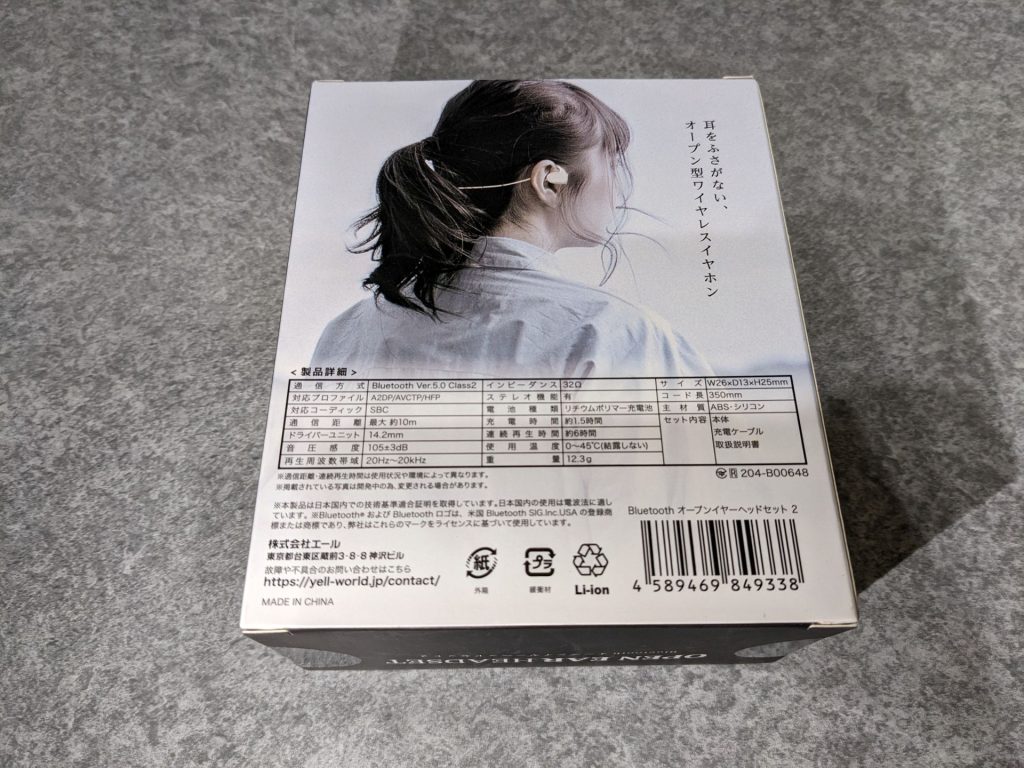 耳をふさがない、
オープン型ワイヤレスイヤホン
< 製品詳細 >
通信方式 Bluetooth Ver.5.0 Class2 インピーダンス 32Ω サイズ W26×D13×H25mm
対応プロファイル A2DP/AVCTP/HFP ステレオ機能 有 コード長 350mm
対応コーディック SBC 電池種類 リチウムポリマー充電池 主材質 ABS・シリコン
通信距離 最大 約10m 充電時間 約1.5時間 セット内容 本体
ドライバーユニット 14.2mm 連続再生時間 約6時間 充電ケーブル
音圧感度 105±3dB 使用温度 0〜45℃(結露しない) 取扱説明書
再生周波数帯域 20Hz〜20kHz 重量 12.3g
※通信距離・連続再生時間は使用状況や環境によって異なります。
※掲載されている写真は開発中の為、変更される場合があります。
R 204-B00648
※本製品は日本国内での技術基準適合証明を取得しています。日本国内の使用は電波法に適し
ています。※Bluetooth® および Bluetooth ロゴは、米国 Bluetooth SIG.Inc.USA の登録商
標または商標であり、弊社はこれらのマークをライセンスに基づいて使用しています。
Bluetooth オープンイヤーヘッドセット 2
株式会社エール
東京都台東区蔵前3-8-8 神沢ビル
故障や不具合のお問い合わせはこちら
https://yell-world.jp/contact/
MADE IN CHINA
紙
外箱
プラ
緩衝材
Li-ion
4 589469 849338
OPEN EAR HEADSET